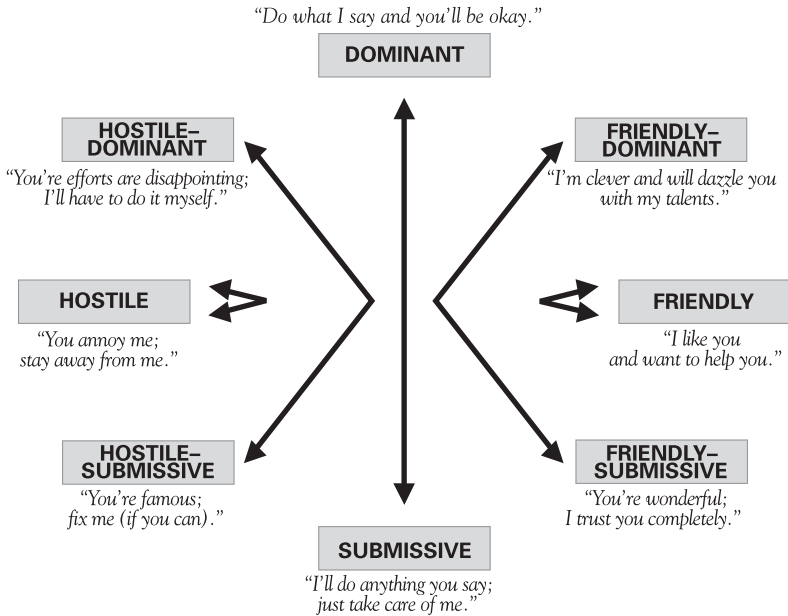 “Do what I say and you'll be okay.”
DOMINANT
HOSTILE–
DOMINANT
“You're efforts are disappointing;
I'll have to do it myself.”
FRIENDLY–
DOMINANT
“I'm clever and will dazzle you
with my talents.”
HOSTILE
“You annoy me;
stay away from me.”
FRIENDLY
“I like you
and want to help you.”
HOSTILE–
SUBMISSIVE
“You're famous;
fix me (if you can).”
FRIENDLY–
SUBMISSIVE
“You're wonderful;
I trust you completely.”
SUBMISSIVE
“I'll do anything you say;
just take care of me.”